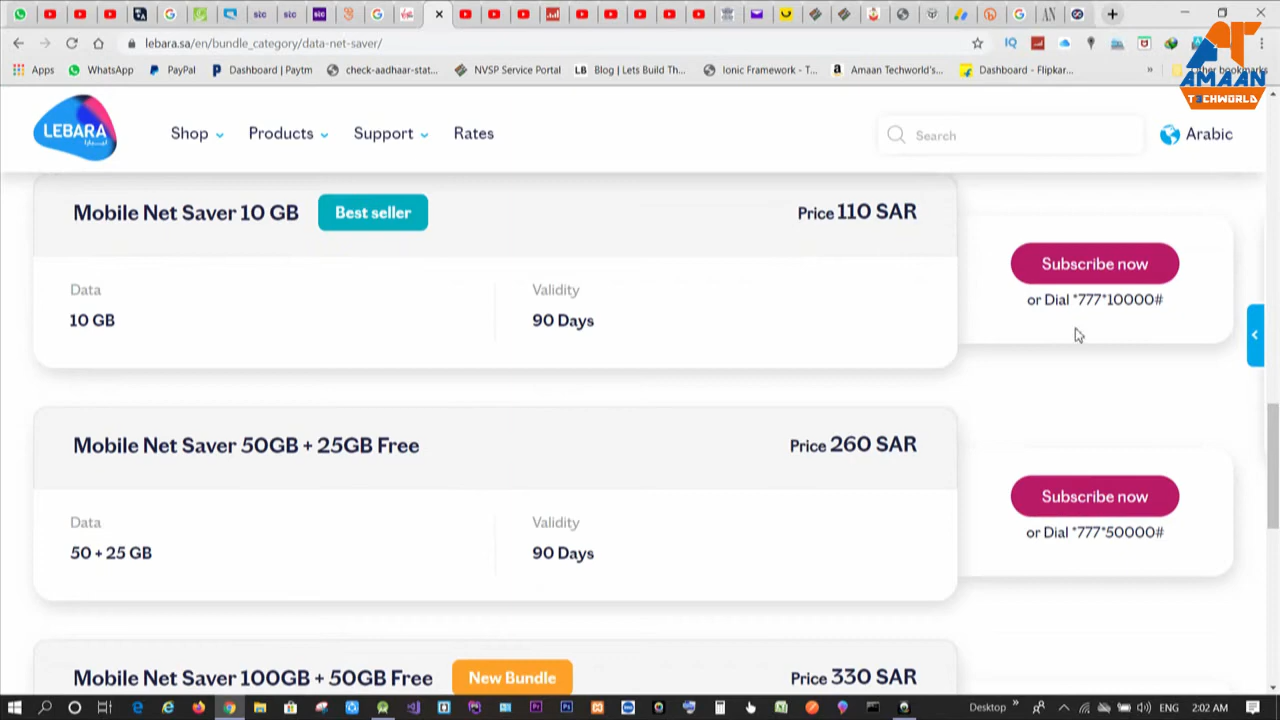 lebara.sa/en/bundle_category/data-net-saver/
Apps WhatsApp PayPal Dashboard | Paytm check-aadhaar-stat... NVSP Service Portal LB Blog | Lets Build Th... Ionic Framework - T... Amaan Techworld's... Dashboard - Flipkar... » Other bookmarks
AMAAN
T3CHWORLD
LEBARA
ليبارا
Shop Products Support Rates
Search
Arabic
Mobile Net Saver 10 GB Best seller Price 110 SAR
Subscribe now
or Dial *777*10000#
Data Validity
10 GB 90 Days
Mobile Net Saver 50GB + 25GB Free Price 260 SAR
Subscribe now
or Dial *777*50000#
Data Validity
50 + 25 GB 90 Days
Mobile Net Saver 100GB + 50GB Free New Bundle Price 330 SAR
Desktop » ENG 2:02 AM